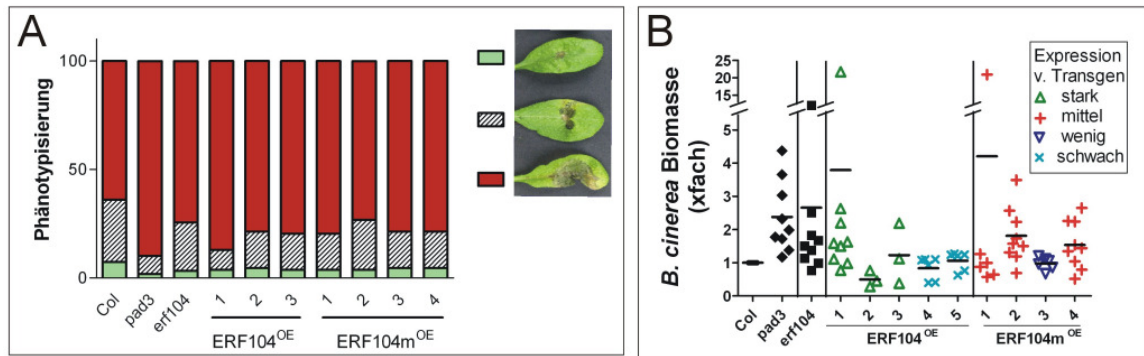 A
Phänotypisierung
100
50
0
Col
pad3
erf104
1
2
3
1
2
3
4
ERF104OE
ERF104mOE
B
B. cinerea Biomasse
(xfach)
25
20
15
10
5
4
3
2
1
0
Expression
v. Transgen
stark
mittel
wenig
schwach
Col
pad3
erf104
1
2
3
4
5
1
2
3
4
ERF104OE
ERF104mOE